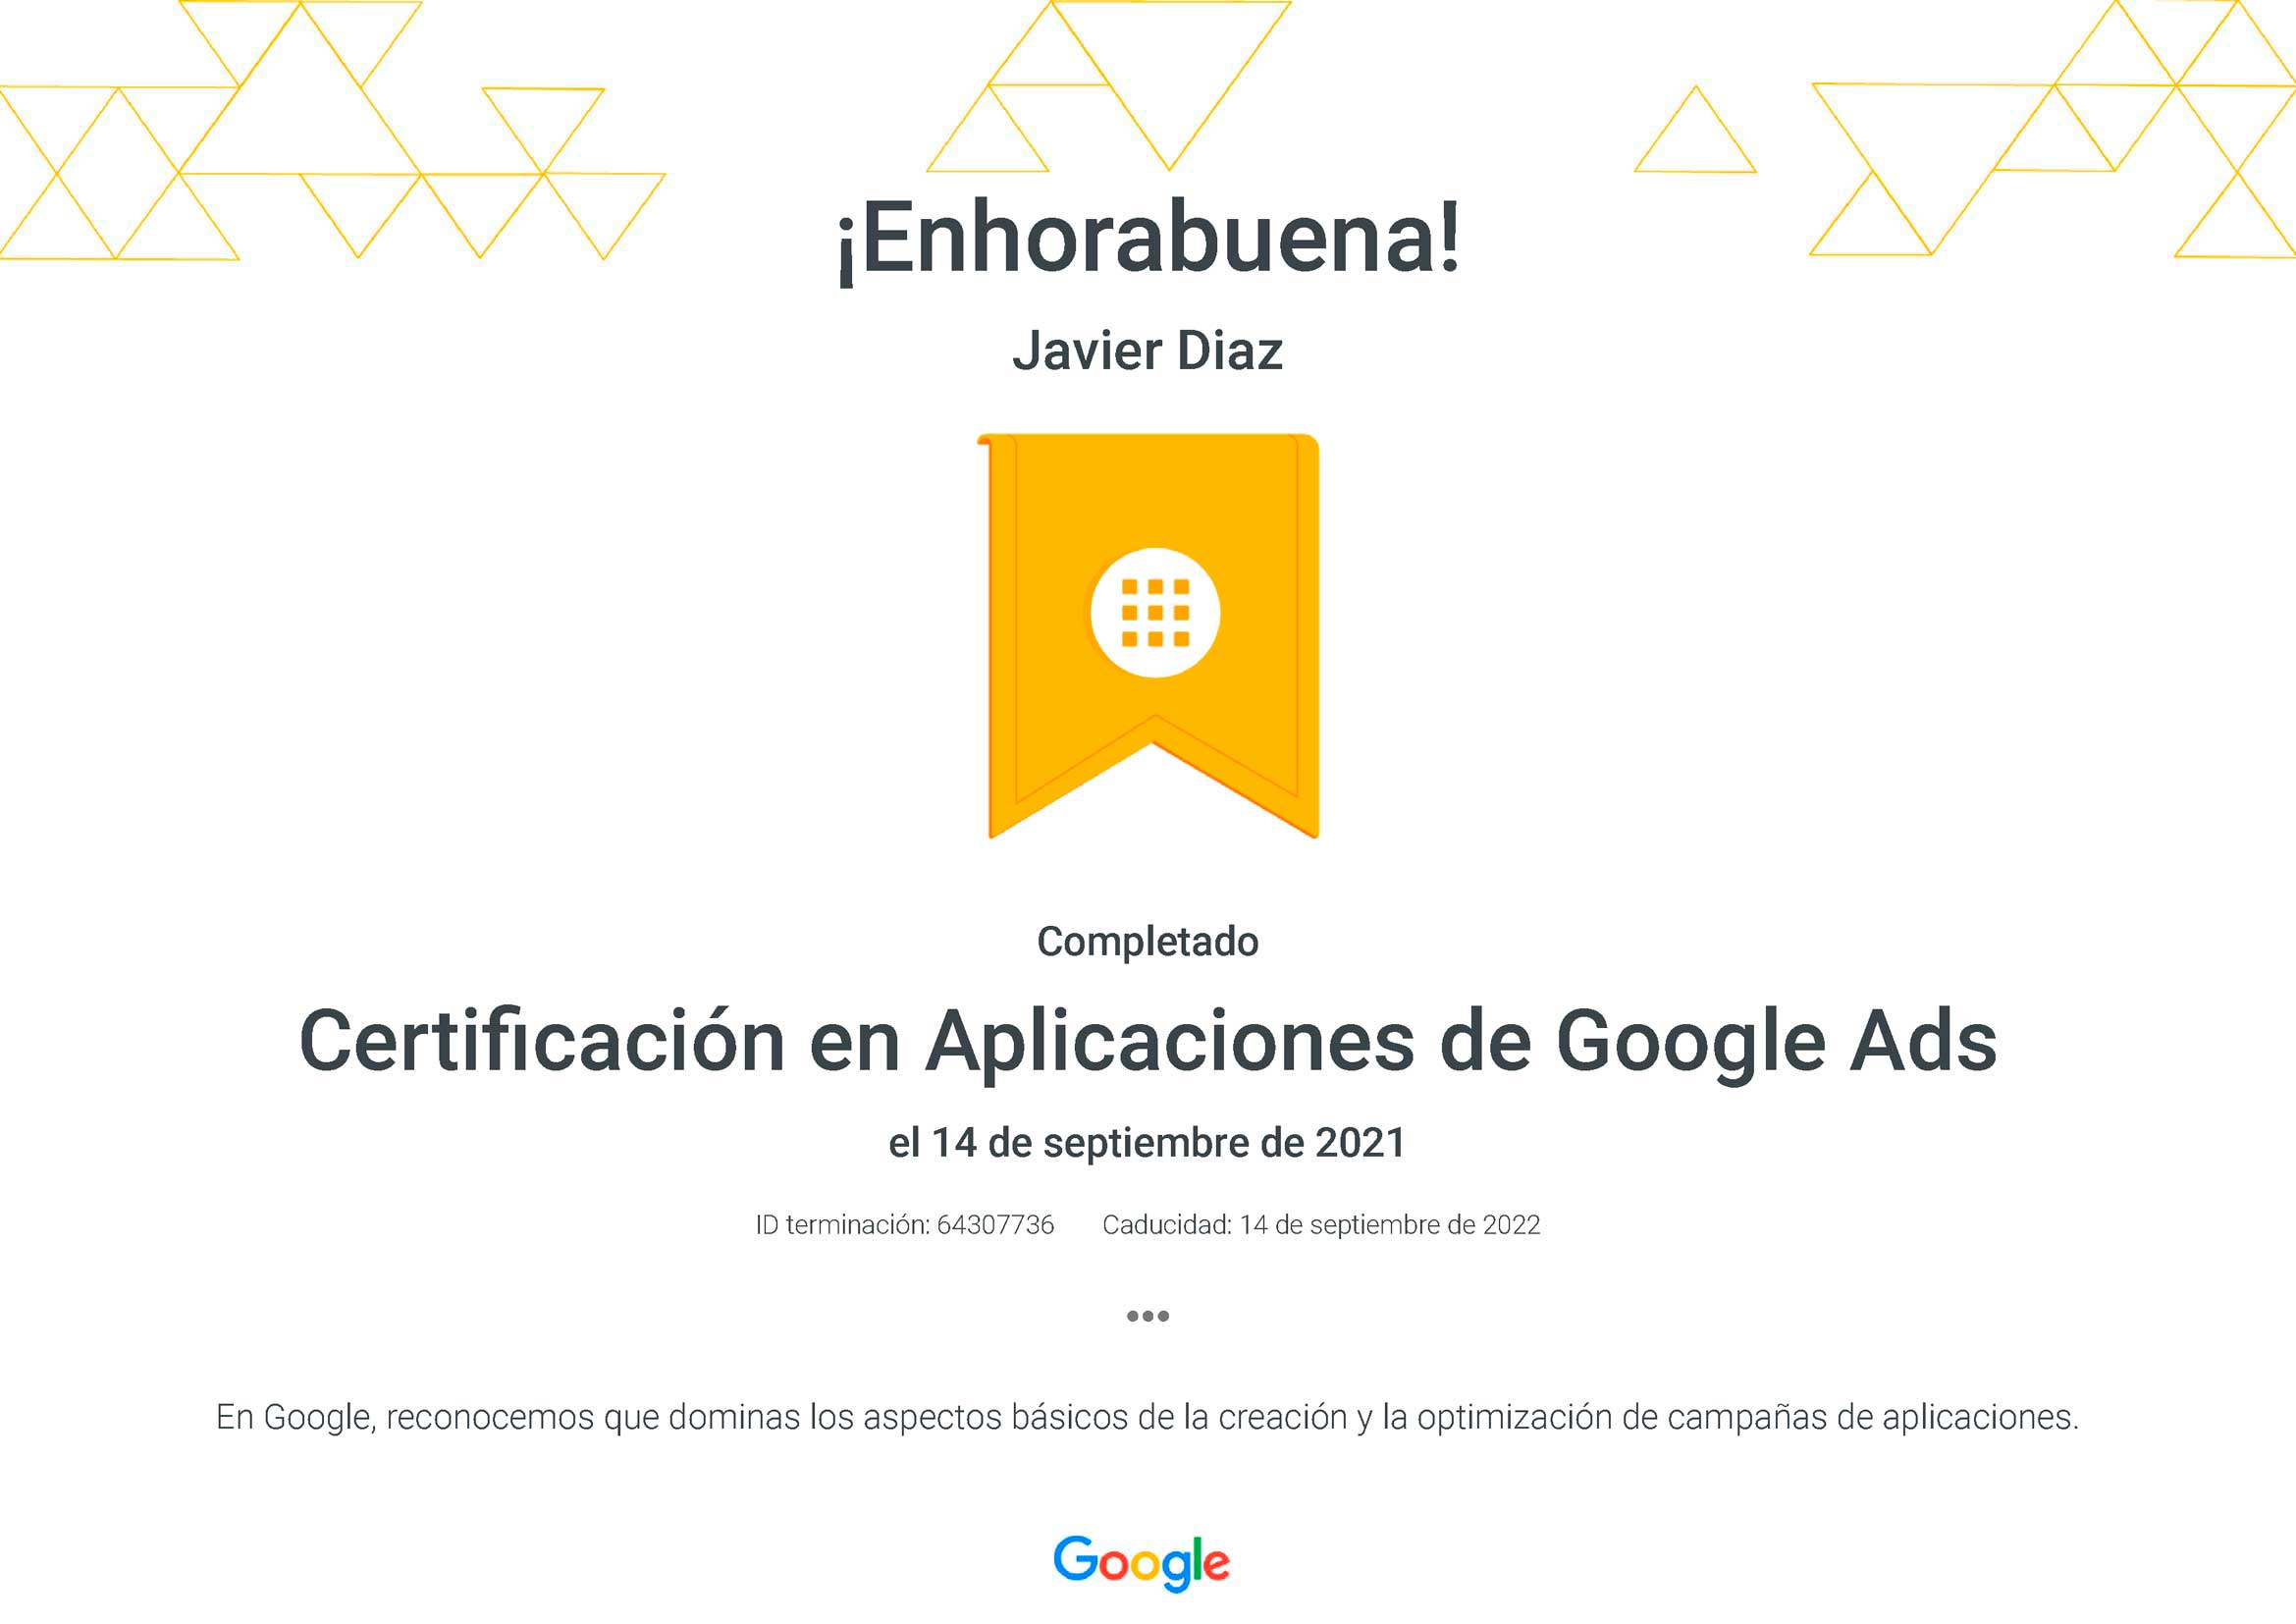 ¡Enhorabuena!
Javier Diaz
Completado
Certificación en Aplicaciones de Google Ads
el 14 de septiembre de 2021
ID terminación: 64307736 Caducidad: 14 de septiembre de 2022
En Google, reconocemos que dominas los aspectos básicos de la creación y la optimización de campañas de aplicaciones.
Google